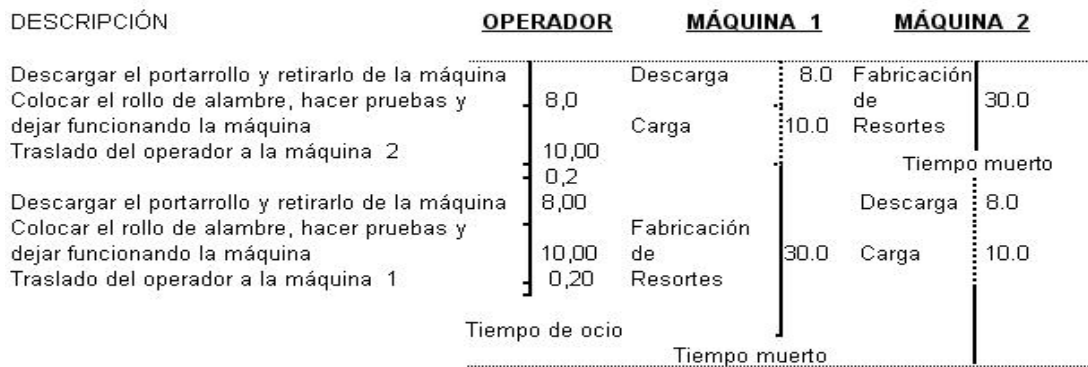 DESCRIPCIÓN OPERADOR MÁQUINA 1 MÁQUINA 2
Descargar el portarrollo y retirarlo de la máquina Descarga 8.0 Fabricación
Colocar el rollo de alambre, hacer pruebas y 8,0 de 30.0
dejar funcionando la máquina Carga 10.0 Resortes
Traslado del operador a la máquina 2 10,00 Tiempo muerto
0,2
Descargar el portarrollo y retirarlo de la máquina 8,00 Descarga 8.0
Colocar el rollo de alambre, hacer pruebas y Fabricación
dejar funcionando la máquina 10,00 de 30.0 Carga 10.0
Traslado del operador a la máquina 1 0,20 Resortes
Tiempo de ocio
Tiempo muerto